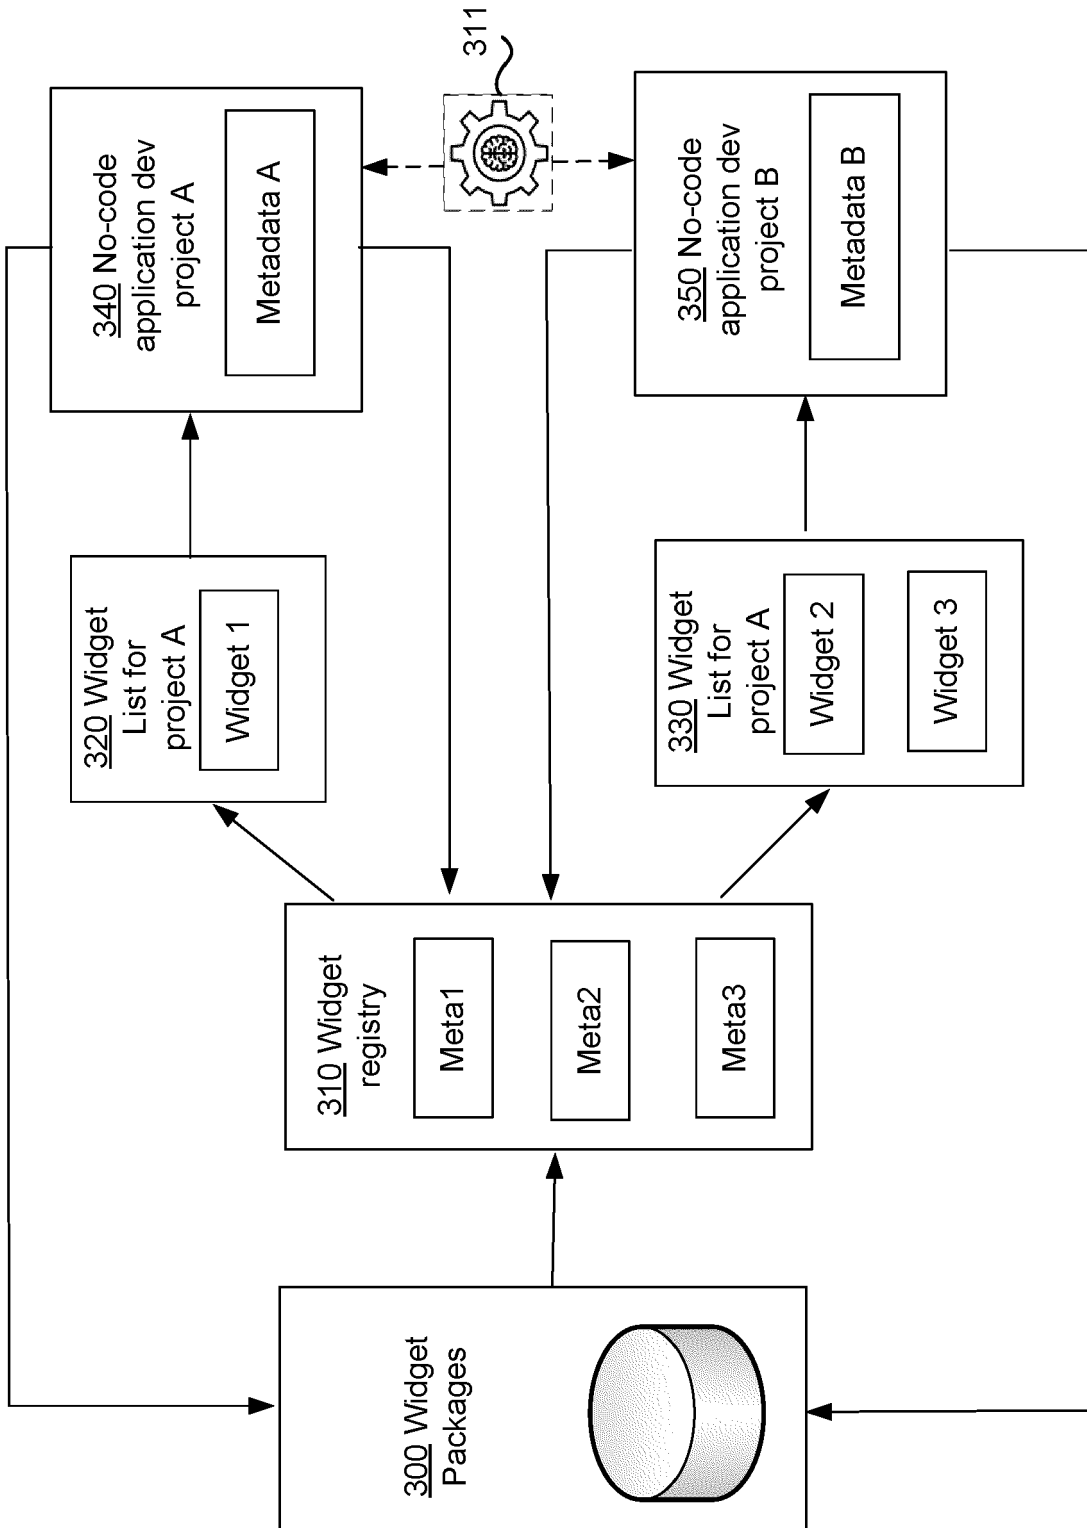 300 Widget
Packages
310 Widget
registry
Meta1
Meta2
Meta3
320 Widget
List for
project A
Widget 1
330 Widget
List for
project A
Widget 2
Widget 3
340 No-code
application dev
project A
Metadata A
311
350 No-code
application dev
project B
Metadata B